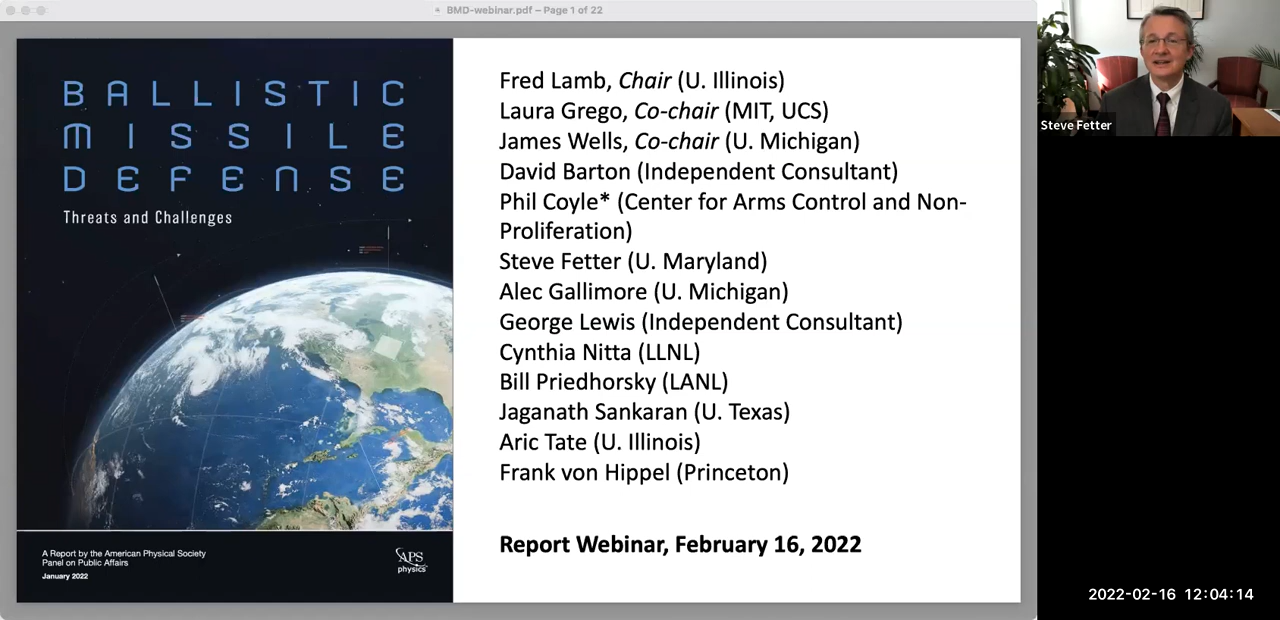 BMD-webinar.pdf – Page 1 of 22
BALLISTIC
MISSILE
DEFENSE
Threats and Challenges
A Report by the American Physical Society
Panel on Public Affairs
January 2022
APS
physics
Fred Lamb, Chair (U. Illinois)
Laura Grego, Co-chair (MIT, UCS)
James Wells, Co-chair (U. Michigan)
David Barton (Independent Consultant)
Phil Coyle* (Center for Arms Control and Non-
Proliferation)
Steve Fetter (U. Maryland)
Alec Gallimore (U. Michigan)
George Lewis (Independent Consultant)
Cynthia Nitta (LLNL)
Bill Priedhorsky (LANL)
Jaganath Sankaran (U. Texas)
Aric Tate (U. Illinois)
Frank von Hippel (Princeton)
Report Webinar, February 16, 2022
Steve Fetter
2022-02-16 12:04:14